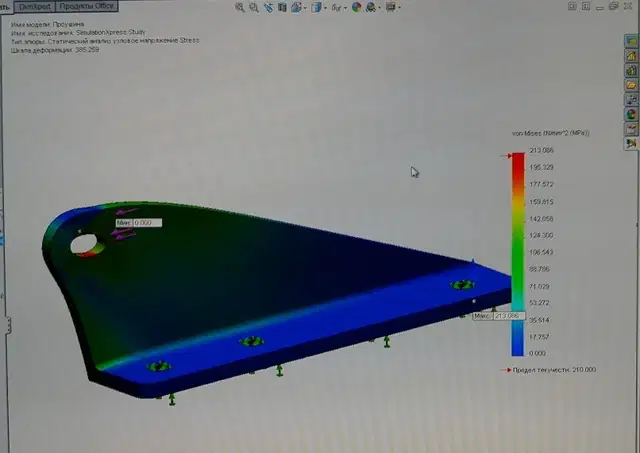 DimXpert
Продукты Office
Имя модели: Проушина
Имя исследования: SimulationXpress Study
Тип эпюры: Статический анализ узловое напряжение Stress
Шкала деформации: 385.259
von Mises (N/mm^2 (MPa))
213.086
195.329
177.572
159.815
142.058
124.300
106.543
88.786
71.029
53.272
35.514
17.757
0.000
Мин.: 0.000
Макс.: 213.086
Предел текучести: 210.000